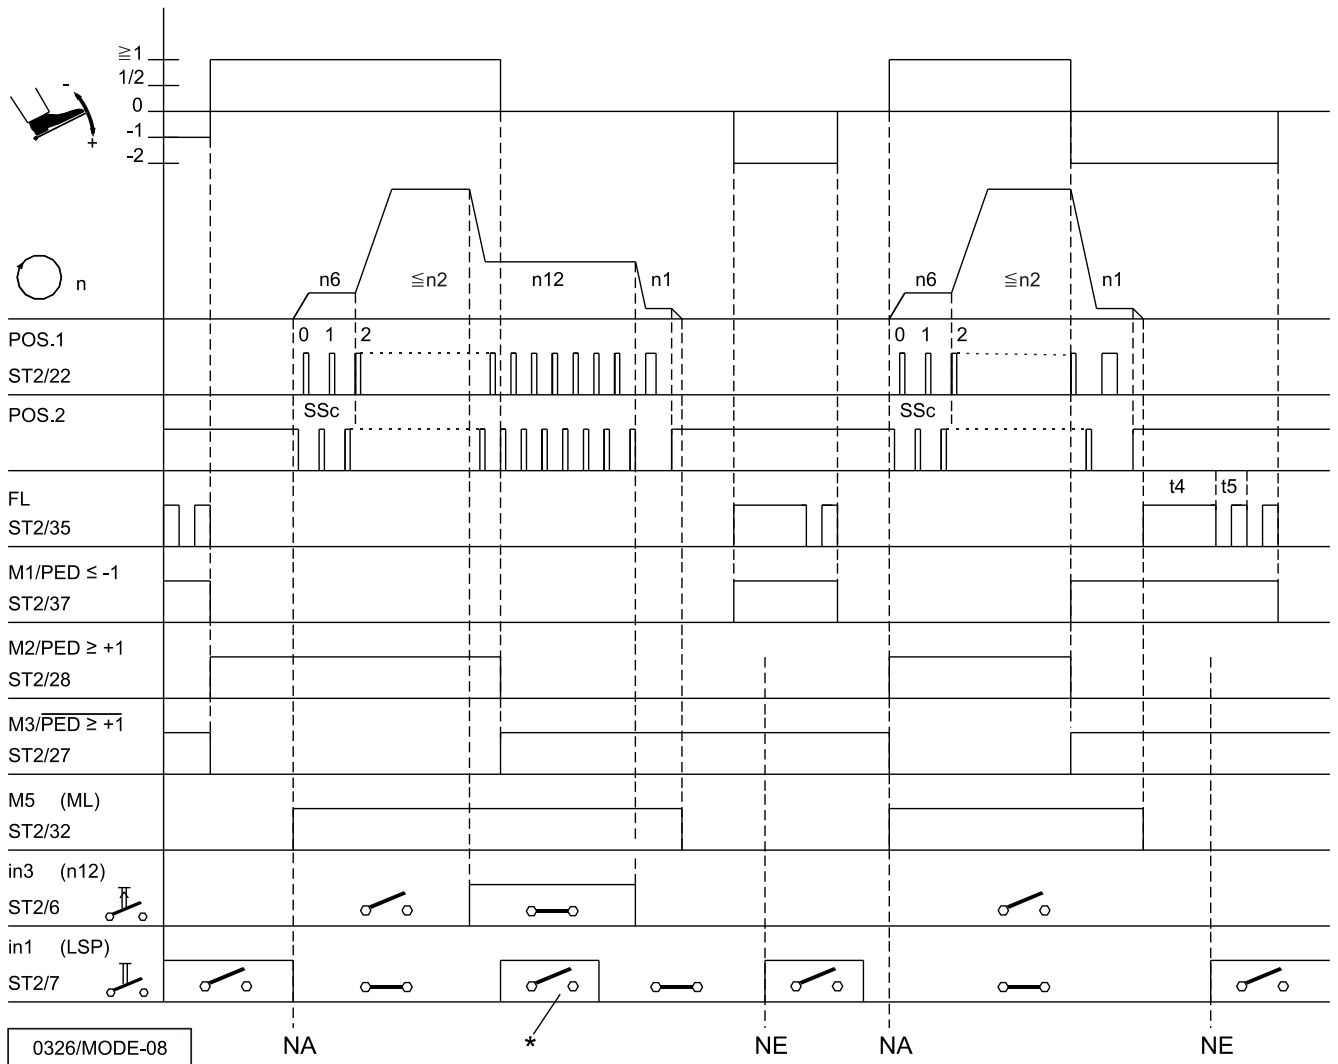 ≧1
1/2
0
-1
-2
-
+
n
n6
≦n2
n12
n1
n6
≦n2
n1
POS.1
0 1 2
0 1 2
ST2/22
POS.2
SSc
SSc
FL
t4 t5
ST2/35
M1/PED ≤ -1
ST2/37
M2/PED ≥ +1
ST2/28
M3/PED ≥ +1
ST2/27
M5 (ML)
ST2/32
in3 (n12)
ST2/6
in1 (LSP)
ST2/7
0326/MODE-08
NA
*
NE
NA
NE